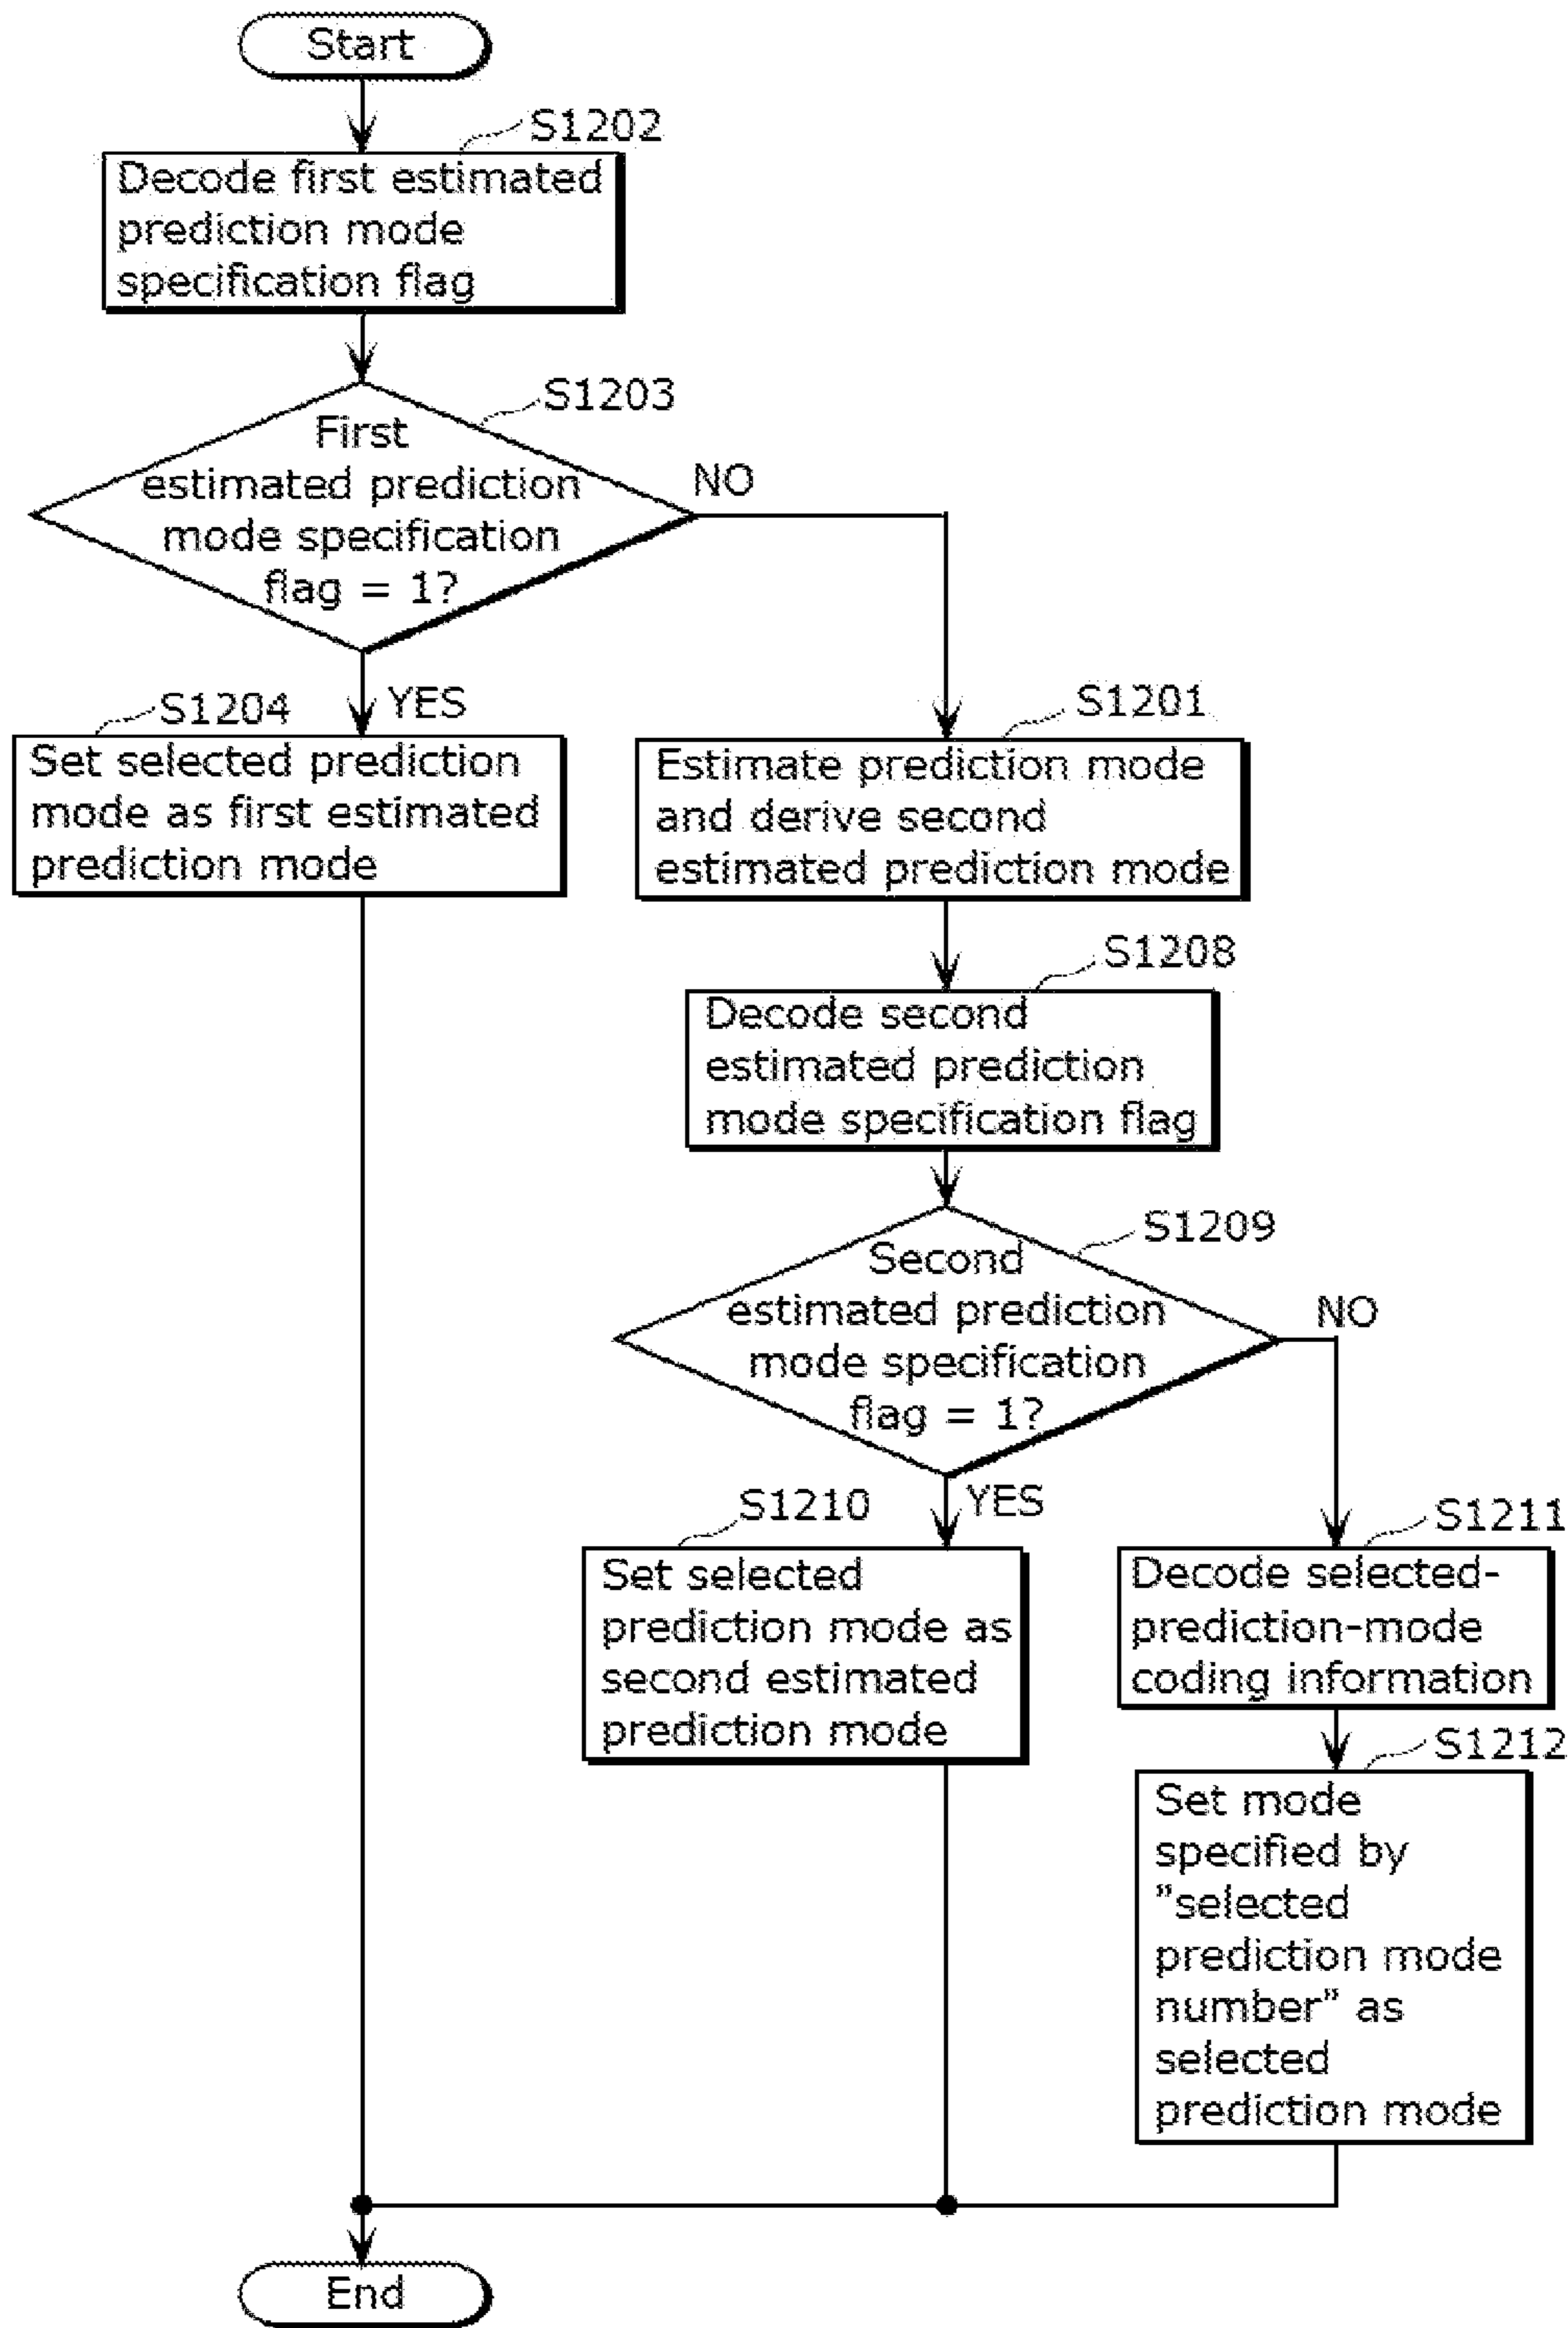 Start
S1202
Decode first estimated
prediction mode
specification flag
S1203
First
estimated prediction
mode specification
flag = 1?
NO
YES
S1204
Set selected prediction
mode as first estimated
prediction mode
S1201
Estimate prediction mode
and derive second
estimated prediction mode
S1208
Decode second
estimated prediction
mode specification flag
S1209
Second
estimated prediction
mode specification
flag = 1?
NO
YES
S1210
Set selected
prediction mode as
second estimated
prediction mode
S1211
Decode selected-
prediction-mode
coding information
S1212
Set mode
specified by
"selected
prediction mode
number" as
selected
prediction mode
End